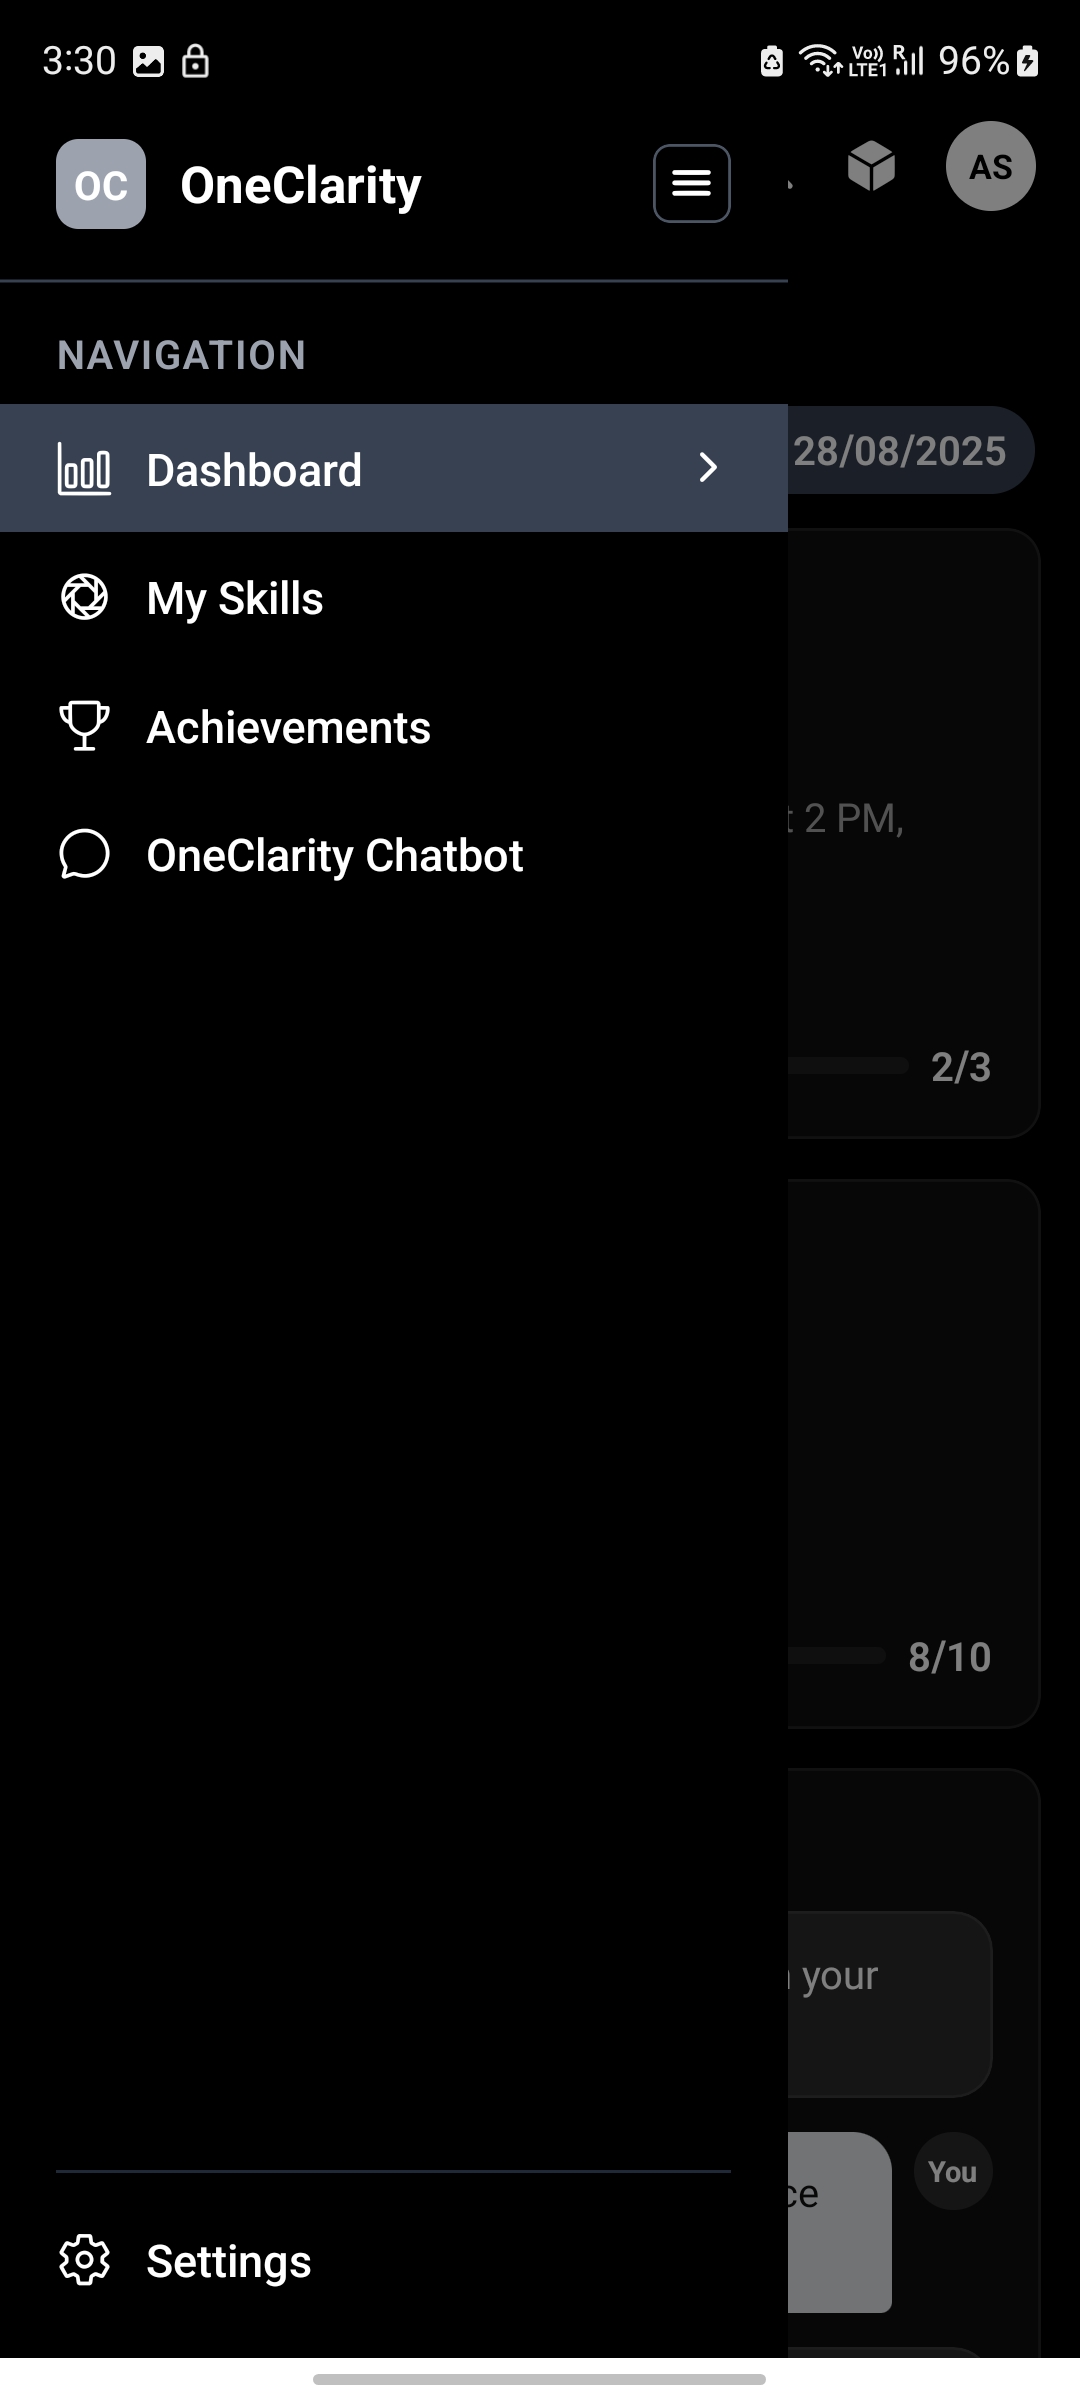 3:30
Vo)) R
LTE1
96%
OC OneClarity
AS
NAVIGATION
Dashboard
28/08/2025
My Skills
Achievements
2 PM,
OneClarity Chatbot
2/3
8/10
your
You
Settings